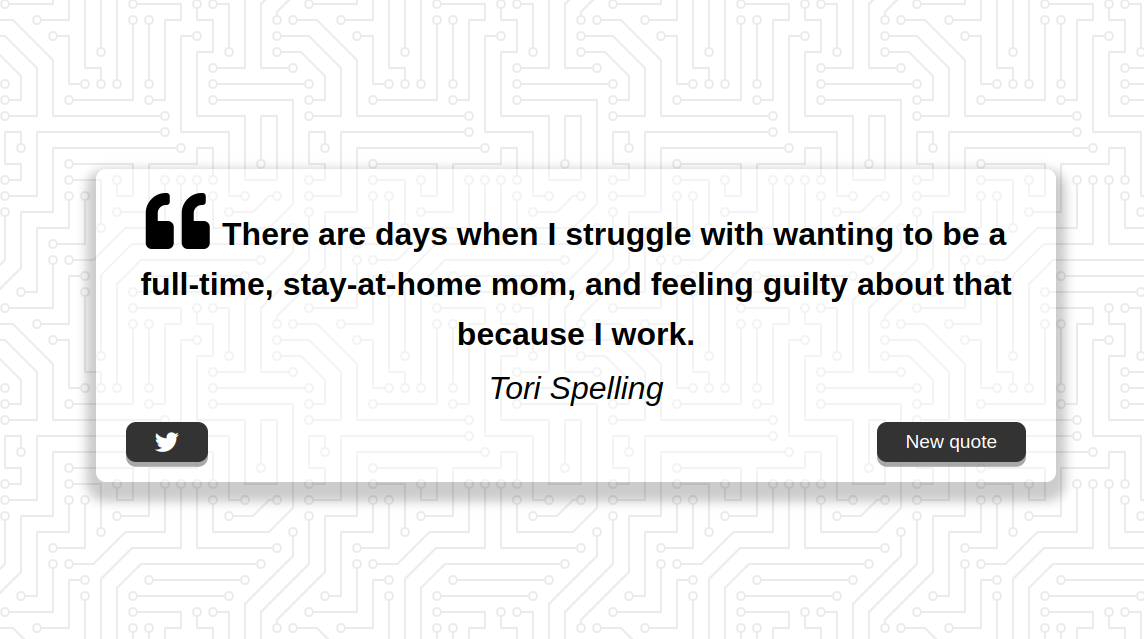 There are days when I struggle with wanting to be a
full-time, stay-at-home mom, and feeling guilty about that
because I work.
Tori Spelling
New quote